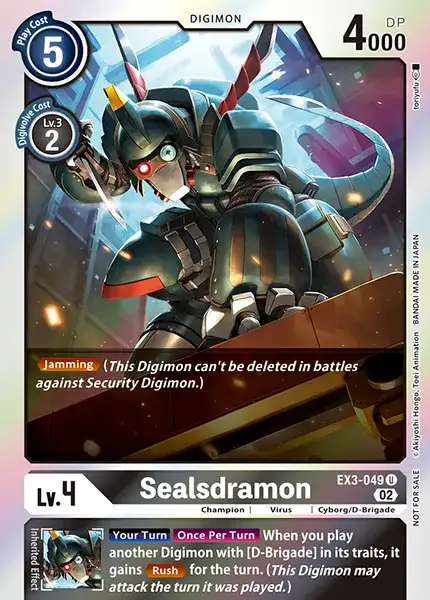 DIGIMON
Play Cost
5
4000
DP
Digivolve Cost
Lv.3
2
toriyufu
Jamming (This Digimon can't be deleted in battles
against Security Digimon.)
©Akiyoshi Hongo, Toei Animation BANDAI MADE IN JAPAN
NOT FOR SALE
Lv.4
Sealsdramon
EX3-049 U
02
Champion | Virus | Cyborg/D-Brigade
Inherited Effect
Your Turn Once Per Turn When you play
another Digimon with [D-Brigade] in its traits, it
gains Rush for the turn. (This Digimon may
attack the turn it was played.)